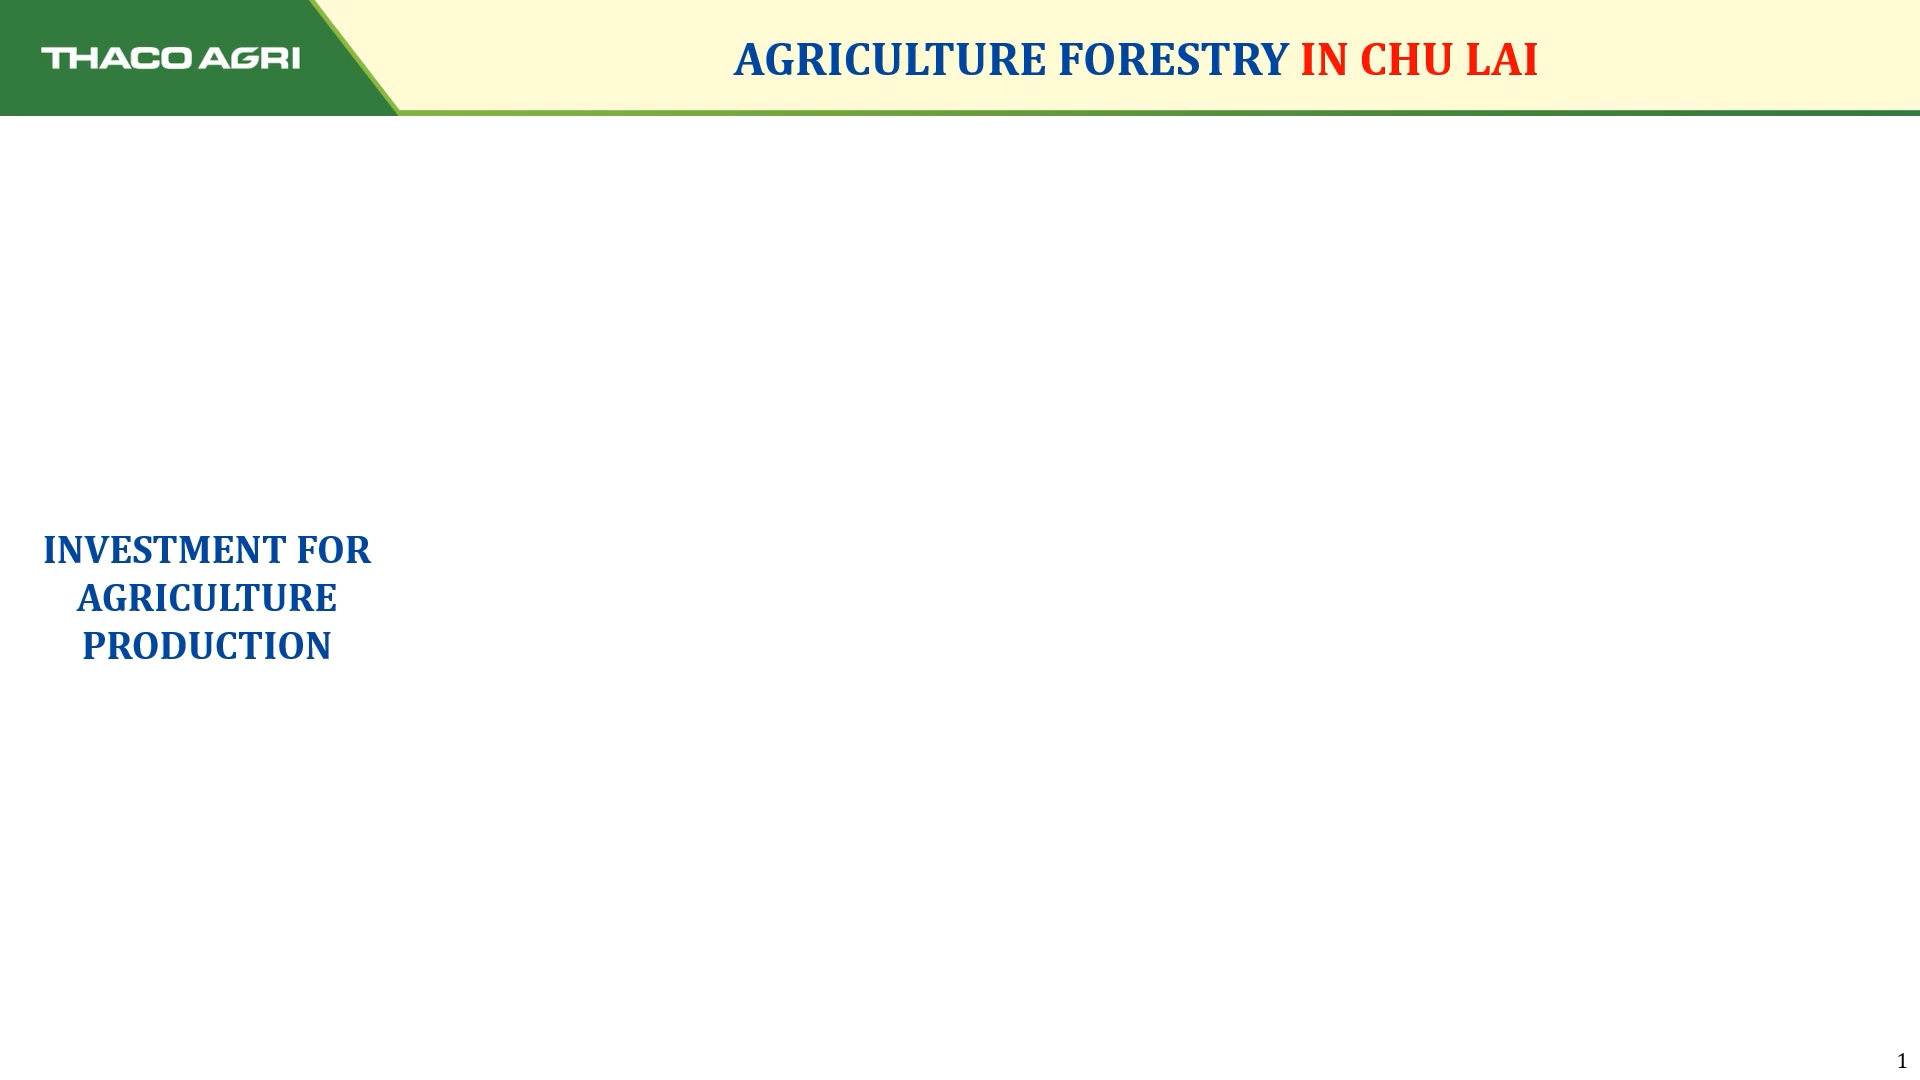 THACO AGRI
AGRICULTURE FORESTRY IN CHU LAI
INVESTMENT FOR
AGRICULTURE
PRODUCTION
1